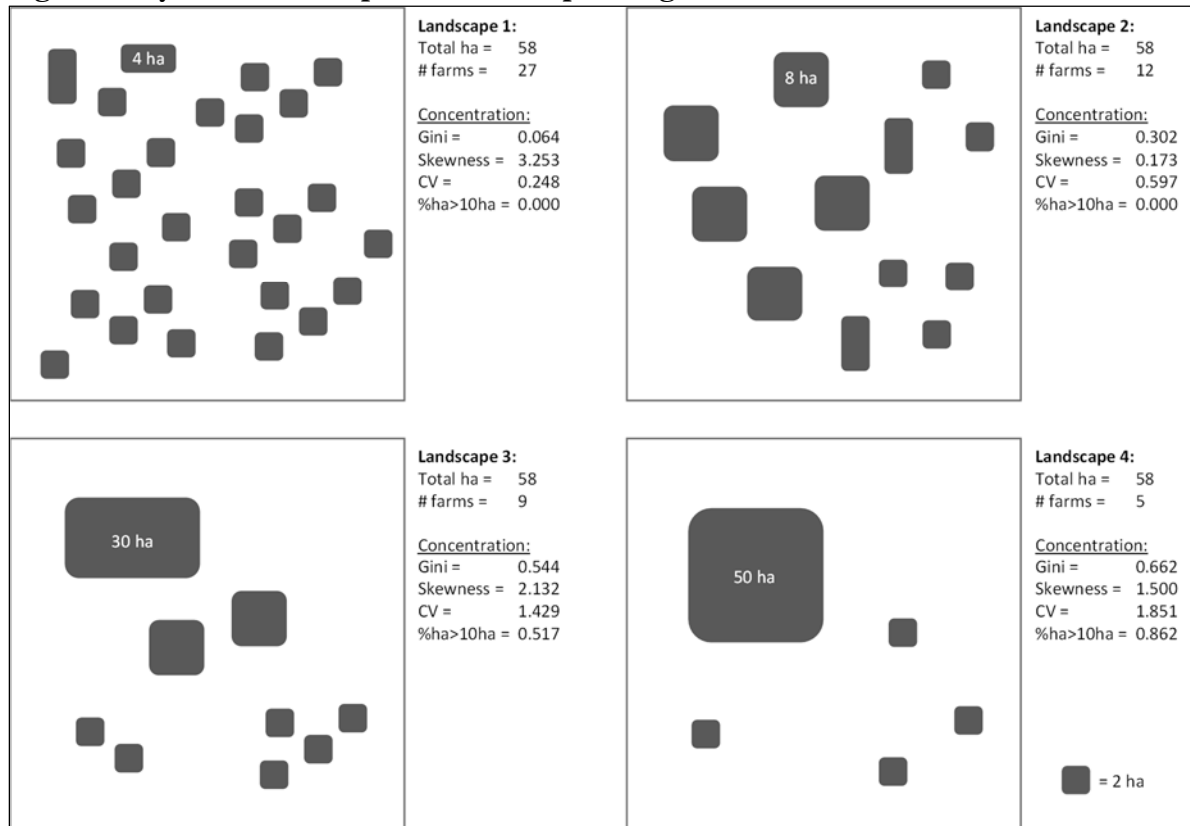 Landscape 1:
Total ha = 58
# farms = 27
Concentration:
Gini = 0.064
Skewness = 3.253
CV = 0.248
%ha>10ha = 0.000
4 ha
Landscape 2:
Total ha = 58
# farms = 12
Concentration:
Gini = 0.302
Skewness = 0.173
CV = 0.597
%ha>10ha = 0.000
8 ha
Landscape 3:
Total ha = 58
# farms = 9
Concentration:
Gini = 0.544
Skewness = 2.132
CV = 1.429
%ha>10ha = 0.517
30 ha
Landscape 4:
Total ha = 58
# farms = 5
Concentration:
Gini = 0.662
Skewness = 1.500
CV = 1.851
%ha>10ha = 0.862
50 ha
= 2 ha